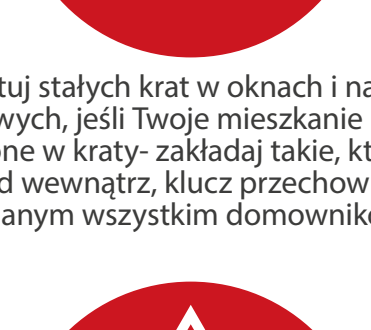 tuj stałych krat w oknach i na
wych, jeśli Twoje mieszkanie
one w kraty- zakładaj takie, kt
d wewnątrz, klucz przechow
anym wszystkim domowniko